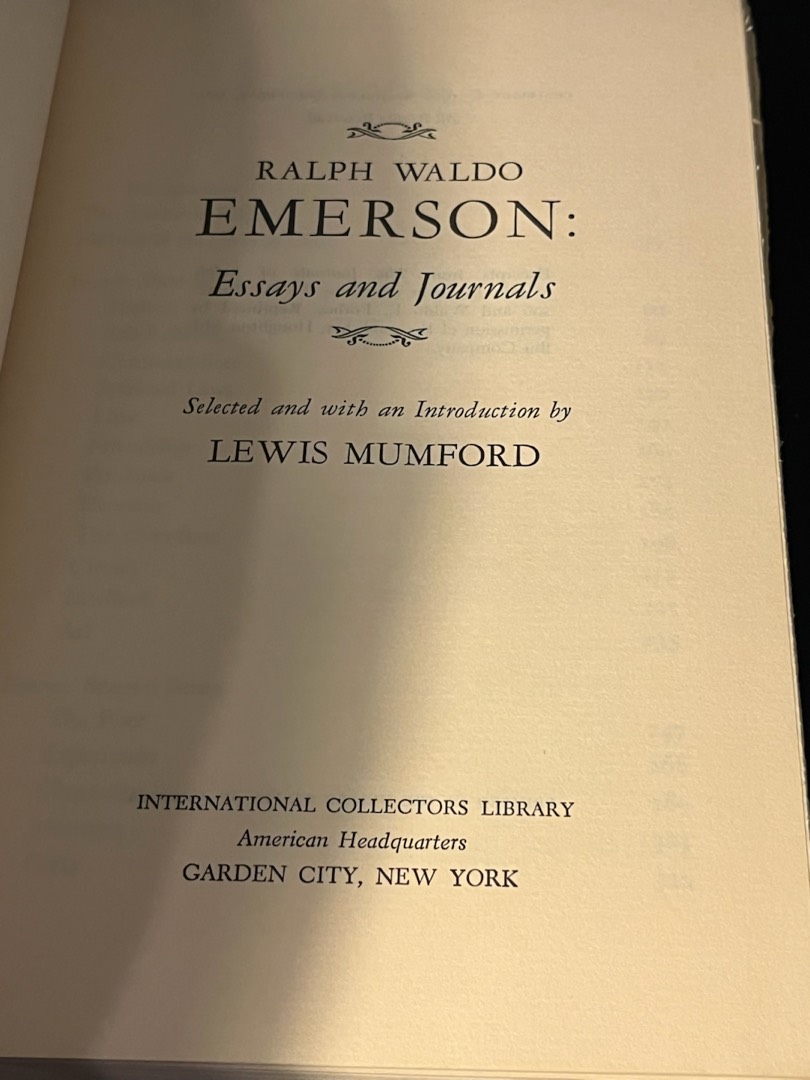 RALPH WALDO
EMERSON:
Essays and Journals
Selected and with an Introduction by
LEWIS MUMFORD
INTERNATIONAL COLLECTORS LIBRARY
American Headquarters
GARDEN CITY, NEW YORK